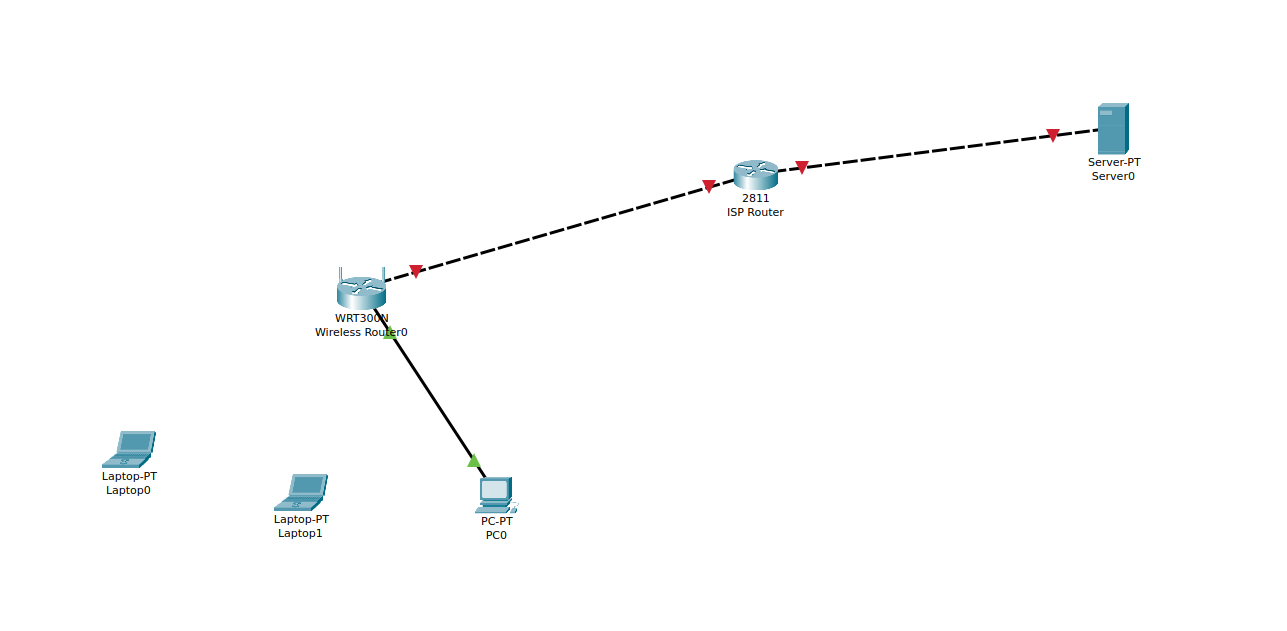 Server-PT
Server0
2811
ISP Router
WRT300N
Wireless Router0
Laptop-PT
Laptop0
Laptop-PT
Laptop1
PC-PT
PC0